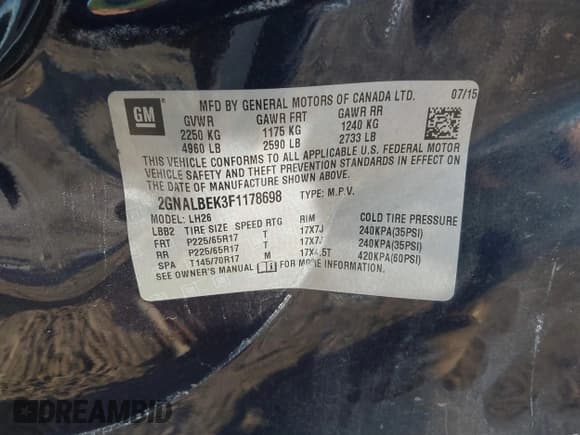 GM
MFD BY GENERAL MOTORS OF CANADA LTD. 07/15
GVWR GAWR FRT GAWR RR
2250 KG 1175 KG 1240 KG
4960 LB 2590 LB 2733 LB
THIS VEHICLE CONFORMS TO ALL APPLICABLE U.S. FEDERAL MOTOR
VEHICLE SAFETY AND THEFT PREVENTION STANDARDS IN EFFECT ON
THE DATE OF MANUFACTURE SHOWN ABOVE.
2GNALBEK3F1178698 TYPE: M.P.V.
MODEL: LH26
LBB2 TIRE SIZE SPEED RTG RIM COLD TIRE PRESSURE
FRT P225/65R17 T 17X7J 240KPA(35PSI)
RR P225/65R17 T 17X7J 240KPA(35PSI)
SPA T145/70R17 M 17X4.5T 420KPA(60PSI)
SEE OWNER'S MANUAL FOR MORE INFORMATION.
DREAMBID